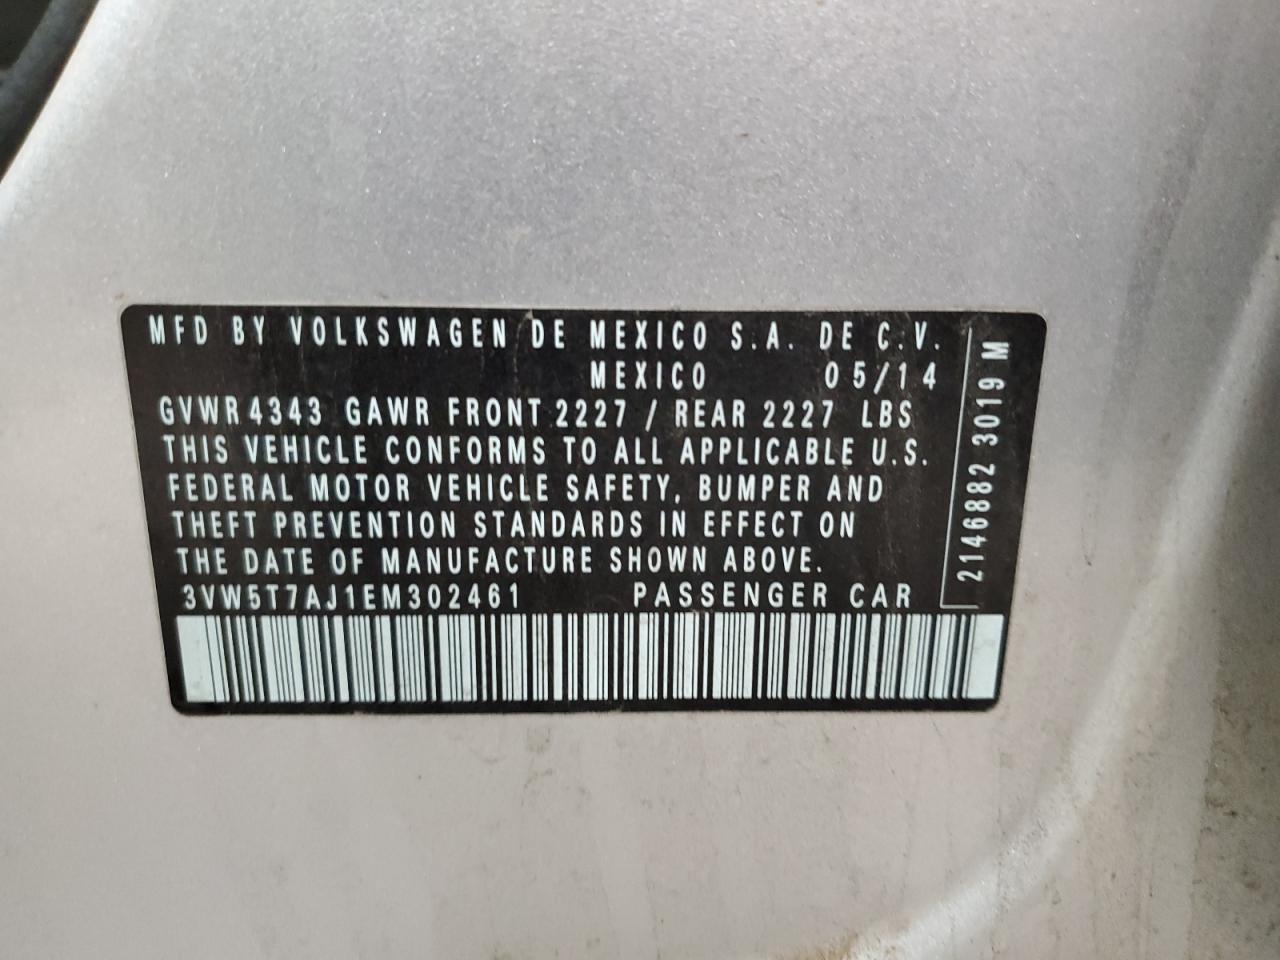 MFD BY VOLKSWAGEN DE MEXICO S.A. DE C.V.
MEXICO 05/14
GVWR 4343 GAWR FRONT 2227 / REAR 2227 LBS
THIS VEHICLE CONFORMS TO ALL APPLICABLE U.S.
FEDERAL MOTOR VEHICLE SAFETY, BUMPER AND
THEFT PREVENTION STANDARDS IN EFFECT ON
THE DATE OF MANUFACTURE SHOWN ABOVE.
3VW5T7AJ1EM302461 PASSENGER CAR
2146882 3019 M